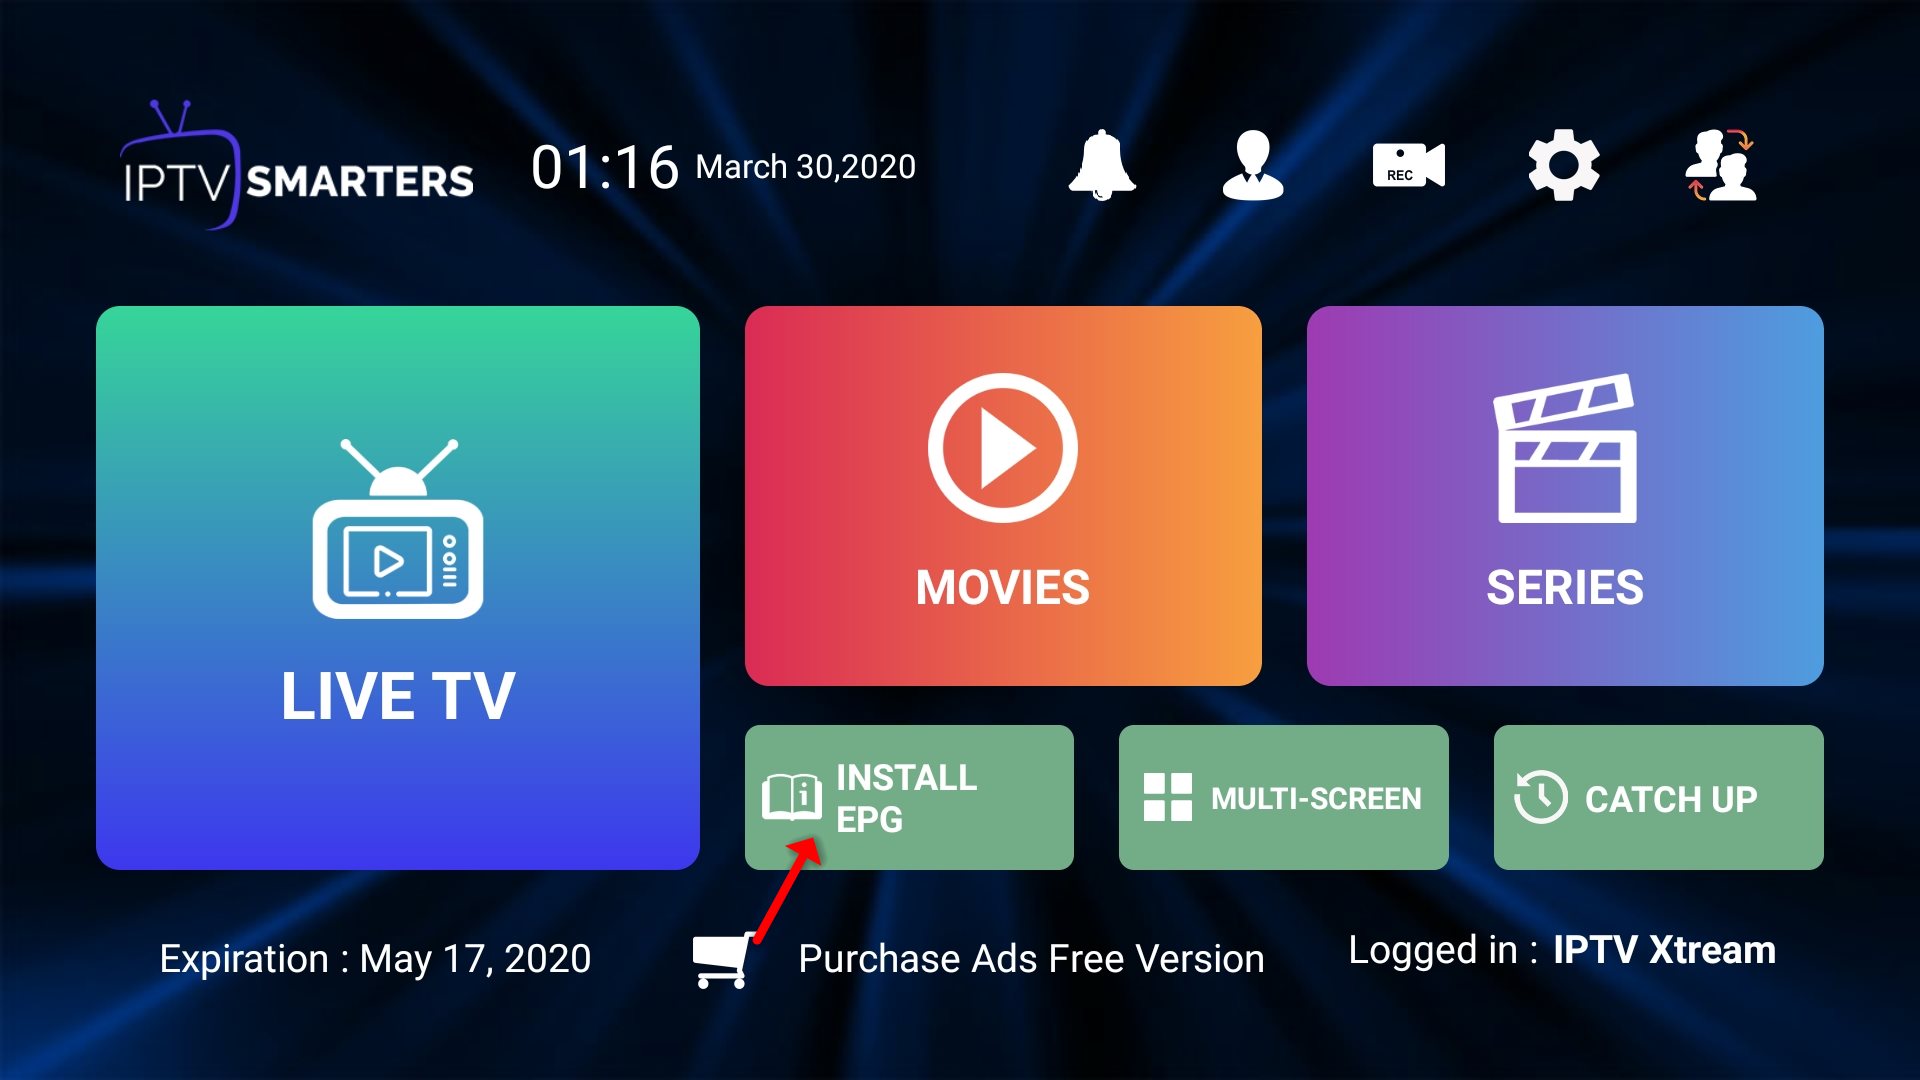 IPTV SMARTERS
01:16 March 30,2020
REC
LIVE TV
MOVIES
SERIES
INSTALL
EPG
MULTI-SCREEN
CATCH UP
Expiration : May 17, 2020
Purchase Ads Free Version
Logged in : IPTV Xtream